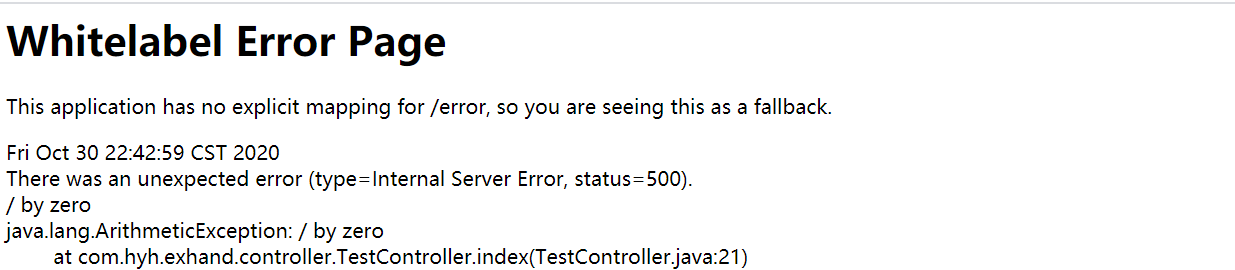 Whitelabel Error Page
This application has no explicit mapping for /error, so you are seeing this as a fallback.
Fri Oct 30 22:42:59 CST 2020
There was an unexpected error (type=Internal Server Error, status=500).
/ by zero
java.lang.ArithmeticException: / by zero
at com.hyh.exhand.controller.TestController.index(TestController.java:21)